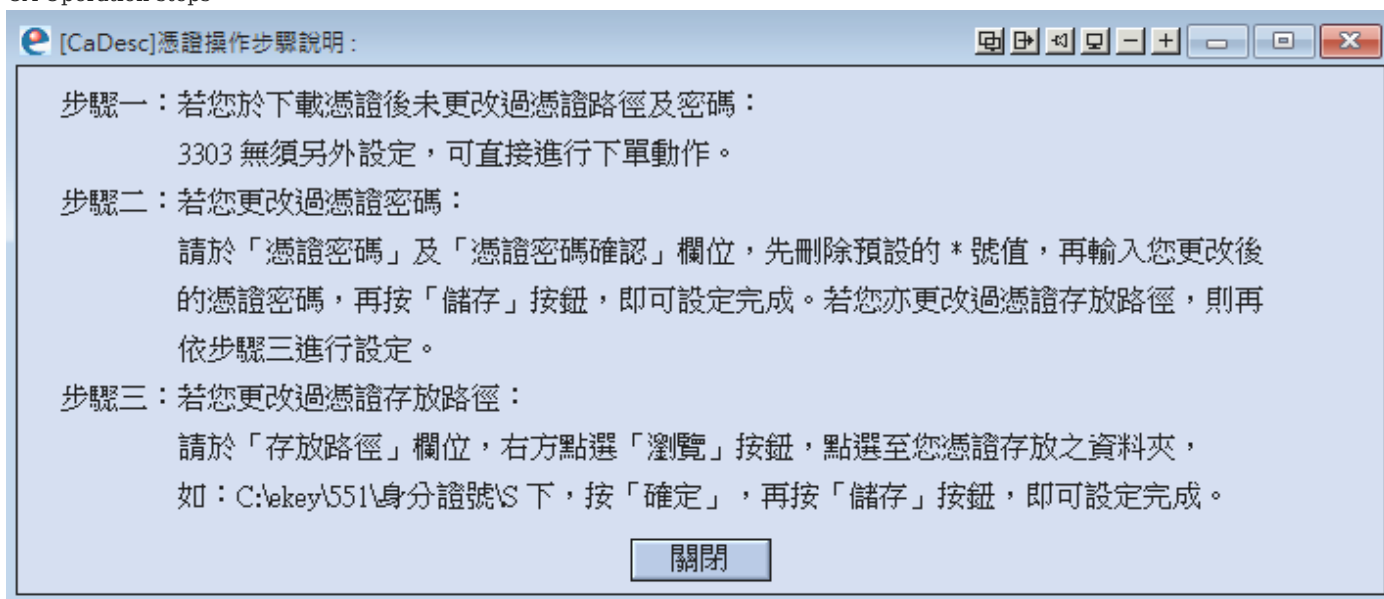 [CaDesc]憑證操作步驟說明 :
步驟一：若您於下載憑證後未更改過憑證路徑及密碼：
3303 無須另外設定，可直接進行下單動作。
步驟二：若您更改過憑證密碼：
請於「憑證密碼」及「憑證密碼確認」欄位，先刪除預設的 * 號值，再輸入您更改後
的憑證密碼，再按「儲存」按鈕，即可設定完成。若您亦更改過憑證存放路徑，則再
依步驟三進行設定。
步驟三：若您更改過憑證存放路徑：
請於「存放路徑」欄位，右方點選「瀏覽」按鈕，點選至您憑證存放之資料夾，
如：C:\ekey\551\身分證號\S 下，按「確定」，再按「儲存」按鈕，即可設定完成。
關閉